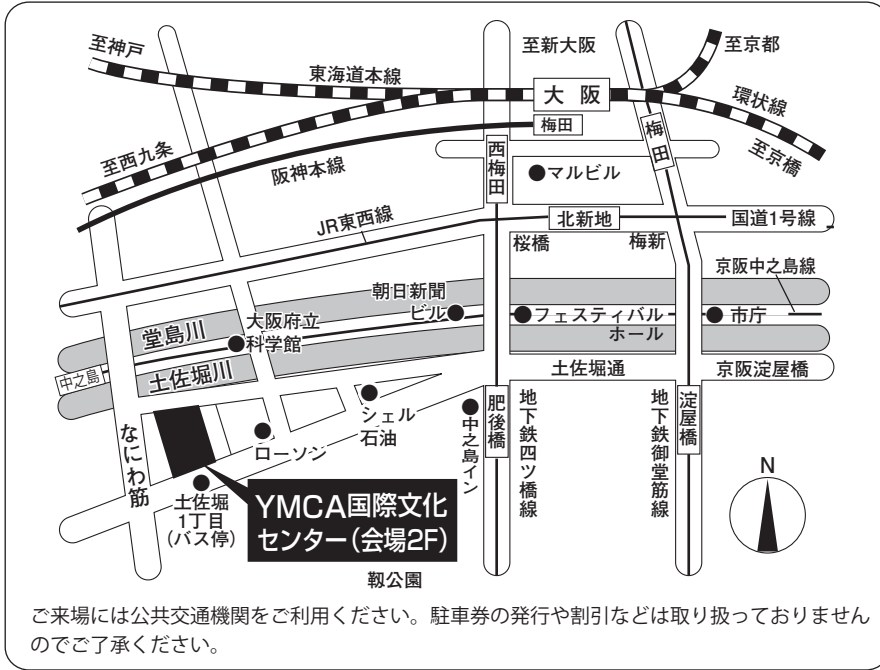 至神戸
東海道本線
至新大阪
至京都
大阪
環状線
梅田
梅田
至西九条
阪神本線
西梅田
マルビル
至京橋
JR東西線
北新地
国道1号線
桜橋
梅新
京阪中之島線
朝日新聞
ビル
フェスティバル
ホール
市庁
堂島川
大阪府立
科学館
中之島
土佐堀川
土佐堀通
京阪淀屋橋
シェル
石油
中之島イン
肥後橋
地下鉄四ツ橋線
地下鉄御堂筋線
淀屋橋
なにわ筋
ローソン
土佐堀
1丁目
(バス停)
YMCA国際文化
センター(会場2F)
N
靱公園
ご来場には公共交通機関をご利用ください。駐車券の発行や割引などは取り扱っておりません
のでご了承ください。